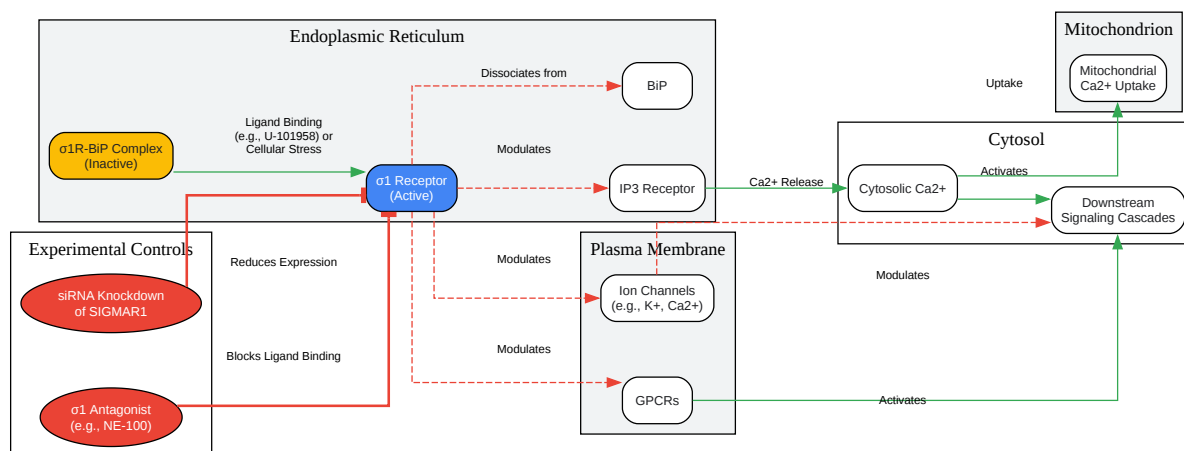 Endoplasmic Reticulum
Mitochondrion
Dissociates from
BiP
Uptake
Mitochondrial
Ca2+ Uptake
Ligand Binding
(e.g., U-101958) or
Cellular Stress
σ1R-BiP Complex
(Inactive)
Modulates
σ1 Receptor
(Active)
IP3 Receptor
Ca2+ Release
Cytosol
Cytosolic Ca2+
Activates
Downstream
Signaling Cascades
Experimental Controls
Reduces Expression
siRNA Knockdown
of SIGMAR1
Modulates
Plasma Membrane
Ion Channels
(e.g., K+, Ca2+)
Modulates
Blocks Ligand Binding
Modulates
σ1 Antagonist
(e.g., NE-100)
GPCRs
Activates